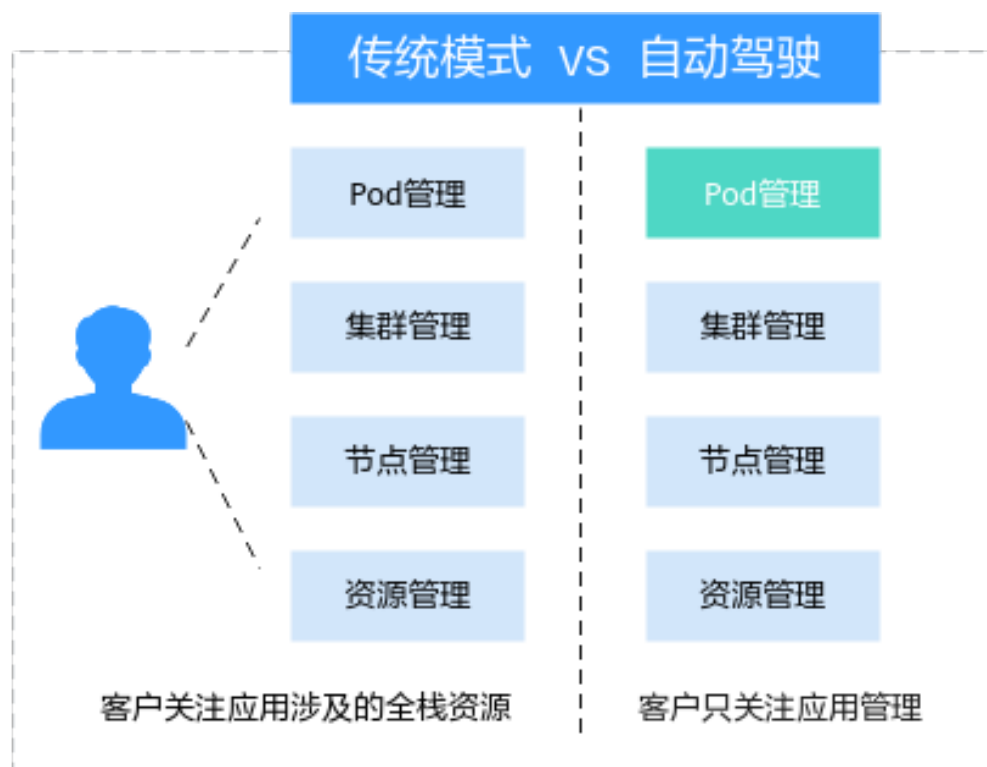 传统模式 VS 自动驾驶
Pod管理 Pod管理
集群管理 集群管理
节点管理 节点管理
资源管理 资源管理
客户关注应用涉及的全栈资源 客户只关注应用管理